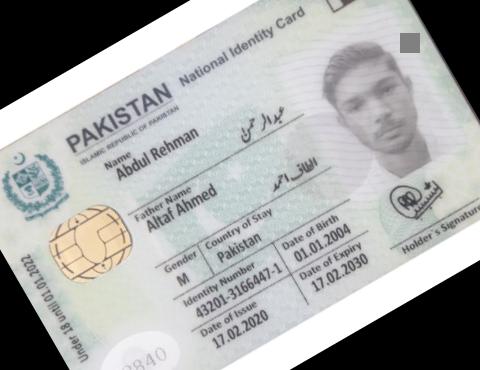 PAKISTAN National Identity Card
ISLAMIC REPUBLIC OF PAKISTAN
Name
Abdul Rehman
عبدالرحمن
Father Name
Altaf Ahmed
الطاف احمد
Gender Country of Stay
M Pakistan
Identity Number Date of Birth
43201-3166447-1 01.01.2004
Date of Issue Date of Expiry
17.02.2020 17.02.2030
Holder's Signature
Under 18 until 01.01.2022
3840